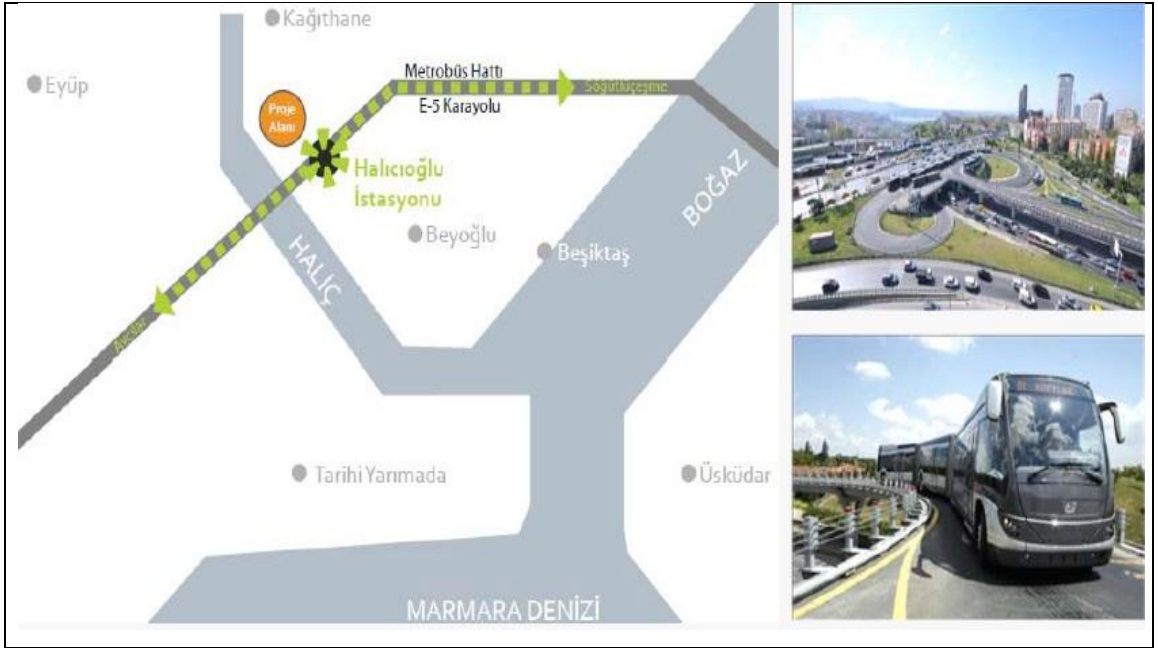 Kağıthane
Eyüp
Metrobüs Hattı
Söğütlüçeşme
E-5 Karayolu
Proje
Alanı
Halıcıoğlu
İstasyonu
BOĞAZ
Beyoğlu
Beşiktaş
HALİÇ
Avcılar
Tarihi Yarımada
Üsküdar
MARMARA DENİZİ